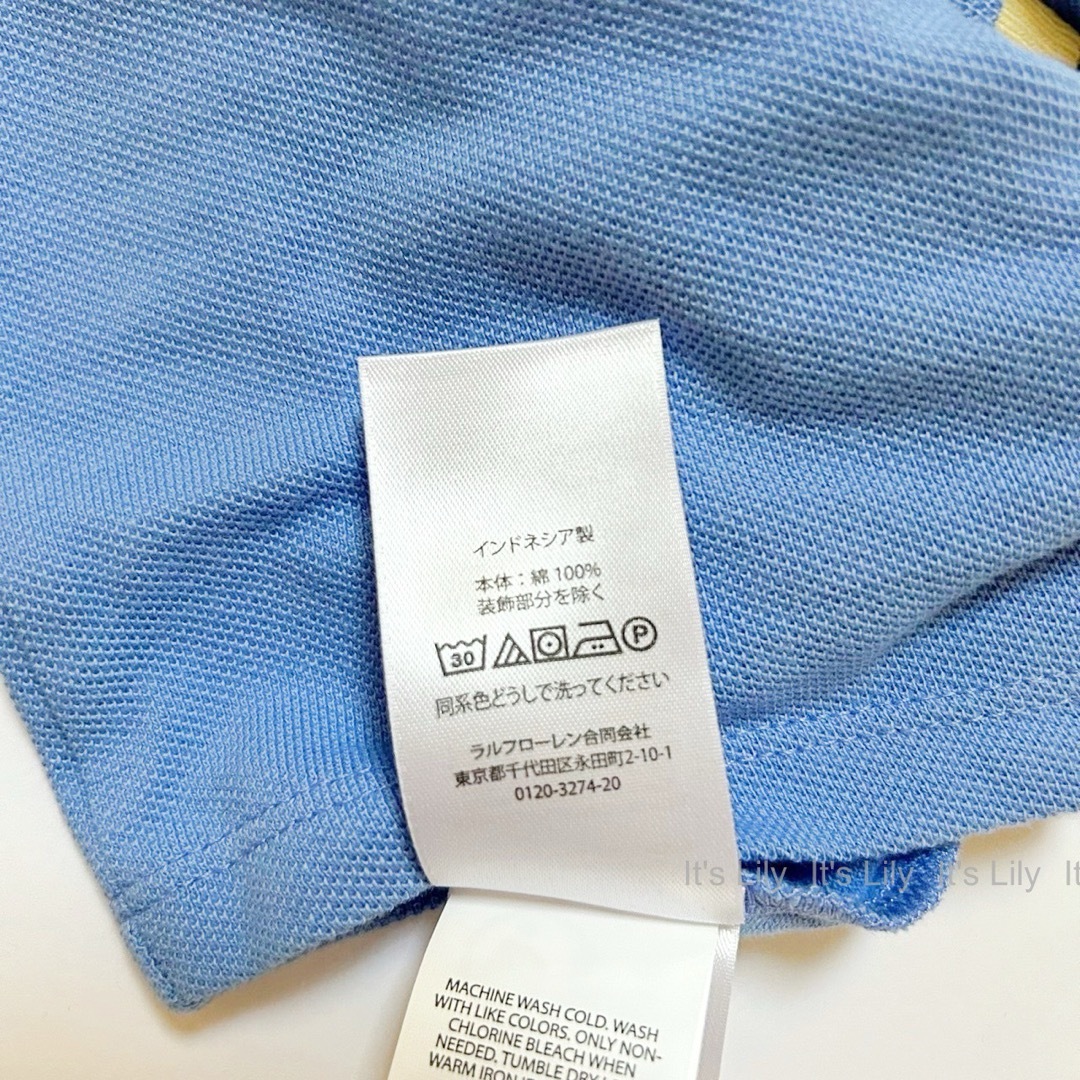 インドネシア製
本体：綿 100%
装飾部分を除く
30 P
同系色どうしで洗ってください
ラルフローレン合同会社
東京都千代田区永田町2-10-1
0120-3274-20
It's Lily It's Lily It's Lily
MACHINE WASH COLD. WASH
WITH LIKE COLORS. ONLY NON-
CHLORINE BLEACH WHEN
NEEDED. TUMBLE DRY
WARM IRON